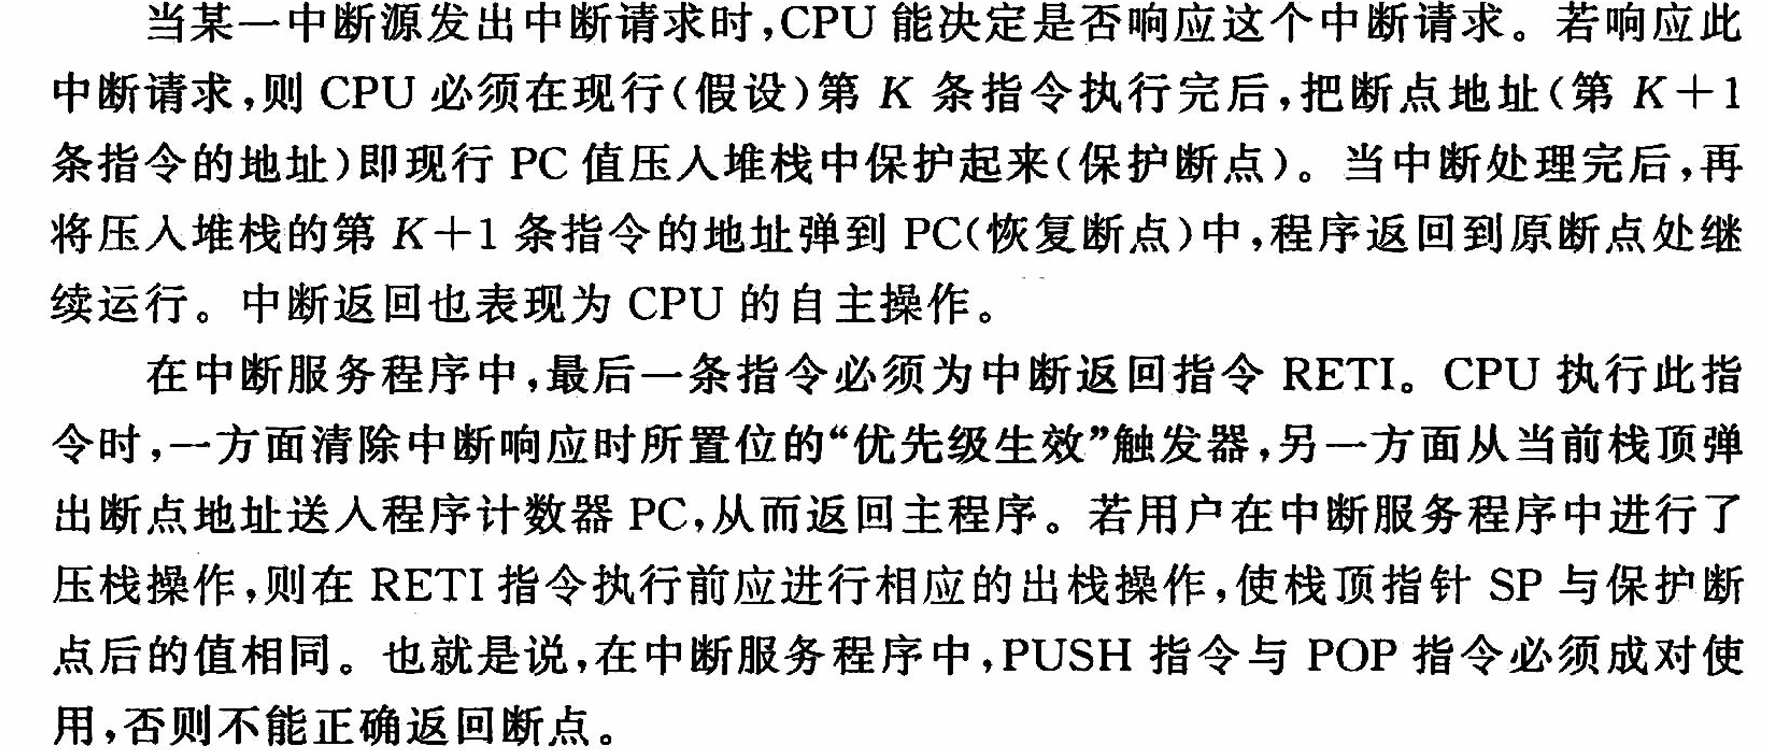 当某一中断源发出中断请求时,CPU 能决定是否响应这个中断请求。若响应此
中断请求,则 CPU 必须在现行(假设)第 K 条指令执行完后,把断点地址(第 K+1
条指令的地址)即现行 PC 值压入堆栈中保护起来(保护断点)。当中断处理完后,再
将压入堆栈的第 K+1 条指令的地址弹到 PC(恢复断点)中,程序返回到原断点处继
续运行。中断返回也表现为 CPU 的自主操作。
在中断服务程序中,最后一条指令必须为中断返回指令 RETI。CPU 执行此指
令时,一方面清除中断响应时所置位的“优先级生效”触发器,另一方面从当前栈顶弹
出断点地址送入程序计数器 PC,从而返回主程序。若用户在中断服务程序中进行了
压栈操作,则在 RETI 指令执行前应进行相应的出栈操作,使栈顶指针 SP 与保护断
点后的值相同。也就是说,在中断服务程序中,PUSH 指令与 POP 指令必须成对使
用,否则不能正确返回断点。